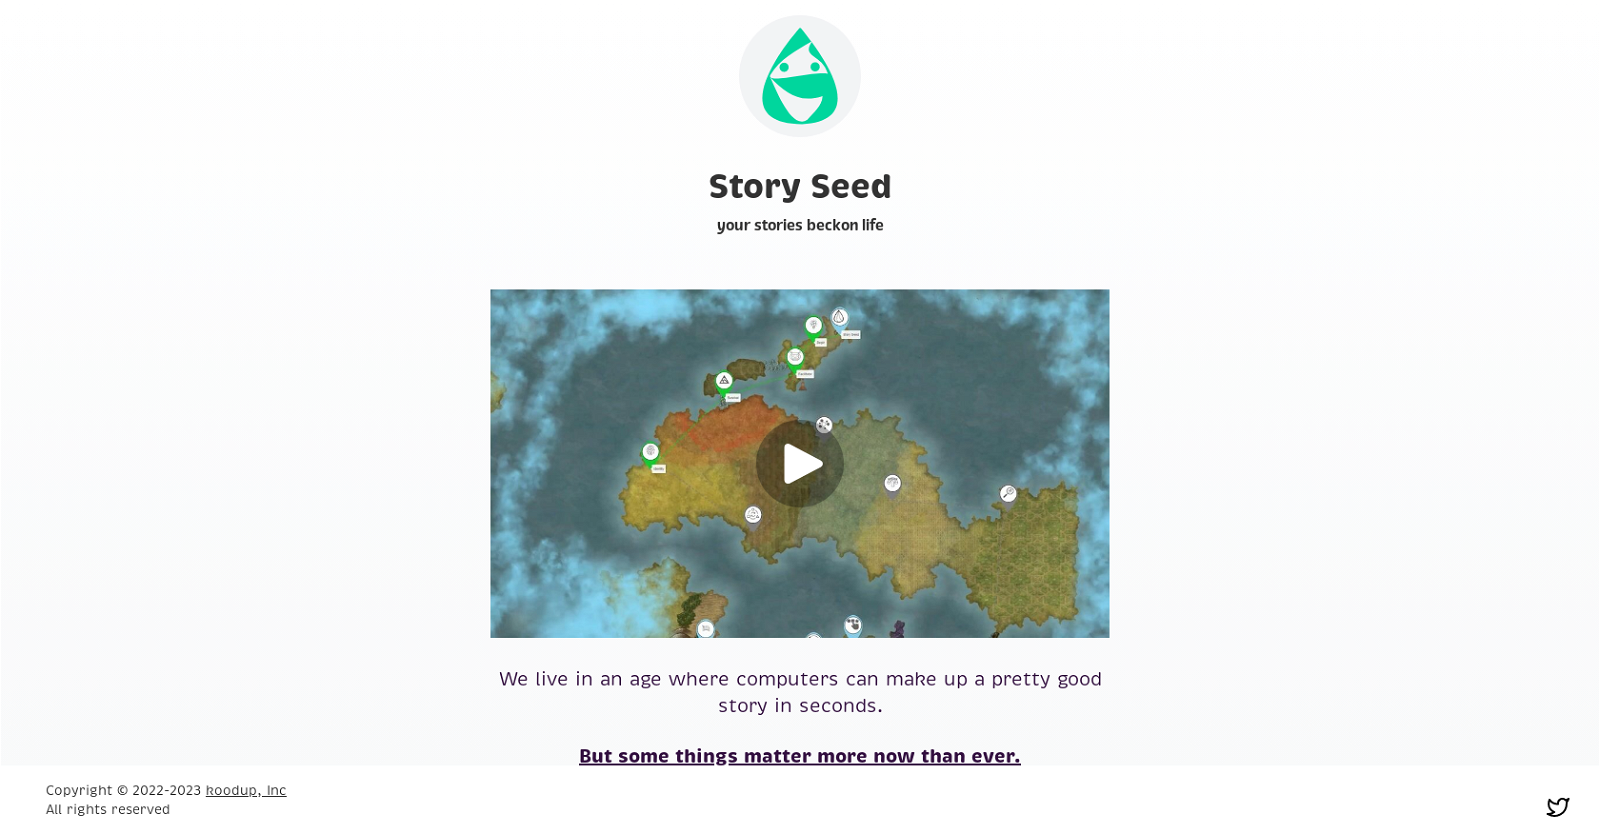 Story Seed
your stories beckon life
We live in an age where computers can make up a pretty good
story in seconds.
But some things matter more now than ever.
Copyright © 2022-2023 koodup, Inc
All rights reserved